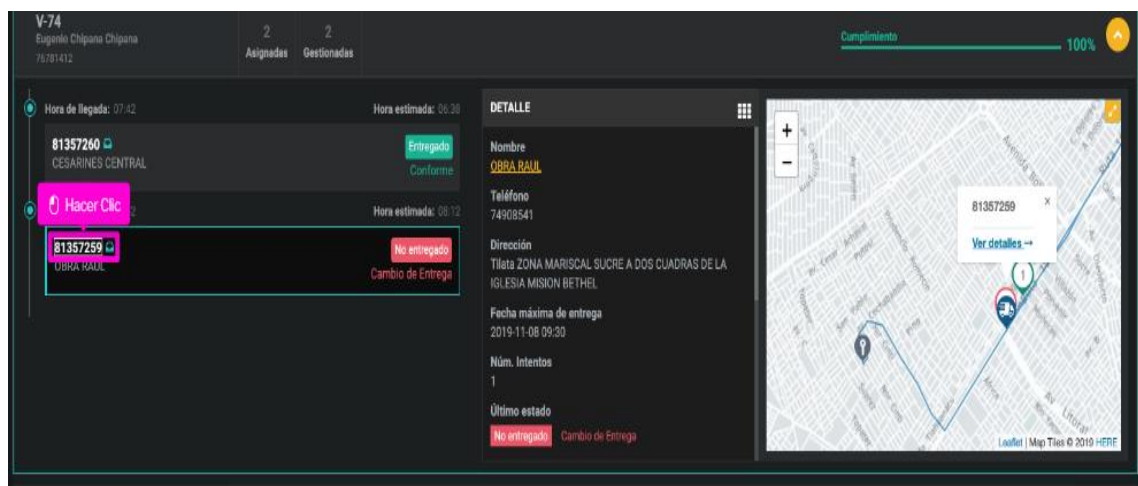 V-74
Eugenio Chipana Chipana
76781412
2
Asignadas
2
Gestionadas
Cumplimiento
100%
Hora de llegada: 07:42
Hora estimada: 06:38
81357260
Entregado
CESARINES CENTRAL
Conforme
Hacer Clic
Hora estimada: 08:12
81357259
No entregado
OBRA RAUL
Cambio de Entrega
DETALLE
Nombre
OBRA RAUL
Teléfono
74908541
Dirección
Tilata ZONA MARISCAL SUCRE A DOS CUADRAS DE LA
IGLESIA MISION BETHEL
Fecha máxima de entrega
2019-11-08 09:30
Núm. Intentos
1
Último estado
No entregado Cambio de Entrega
+
−
81357259 ×
Ver detalles →
1
Av. Litoral
Leaflet | Map Tiles © 2019 HERE